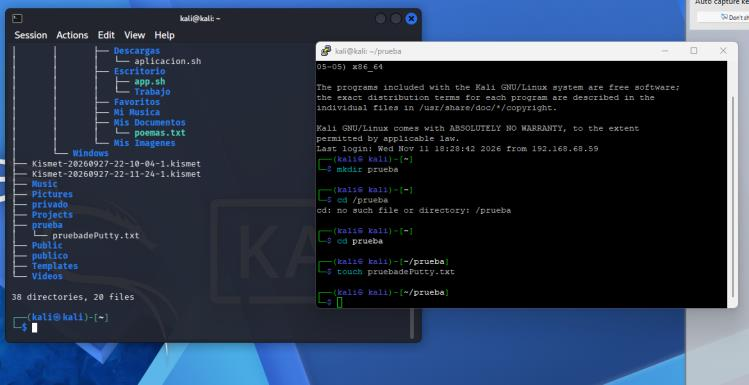 kali@kali: ~
Session Actions Edit View Help
│ │ │ ├── Descargas
│ │ │ │ └── aplicacion.sh
│ │ │ ├── Escritorio
│ │ │ │ ├── app.sh
│ │ │ │ └── Trabajo
│ │ │ ├── Favoritos
│ │ │ ├── Mi Musica
│ │ │ ├── Mis Documentos
│ │ │ │ └── poemas.txt
│ │ │ └── Mis Imagenes
│ └── Windows
├── Kismet-20260927-22-10-04-1.kismet
├── Kismet-20260927-22-11-24-1.kismet
├── Music
├── Pictures
├── privado
├── Projects
├── prueba
│ └── pruebadePutty.txt
├── Public
├── publico
├── Templates
└── Videos
38 directories, 20 files
┌──(kali㉿kali)-[~]
└─$
KA
kali@kali: ~/prueba
05-05) x86_64
The programs included with the Kali GNU/Linux system are free software;
the exact distribution terms for each program are described in the
individual files in /usr/share/doc/*/copyright.
Kali GNU/Linux comes with ABSOLUTELY NO WARRANTY, to the extent
permitted by applicable law.
Last login: Wed Nov 11 18:28:42 2026 from 192.168.68.59
┌──(kali㉿kali)-[~]
└─$ mkdir prueba
┌──(kali㉿kali)-[~]
└─$ cd /prueba
cd: no such file or directory: /prueba
┌──(kali㉿kali)-[~]
└─$ cd prueba
┌──(kali㉿kali)-[~/prueba]
└─$ touch pruebadePutty.txt
┌──(kali㉿kali)-[~/prueba]
└─$
Auto capture ke
Don't sh